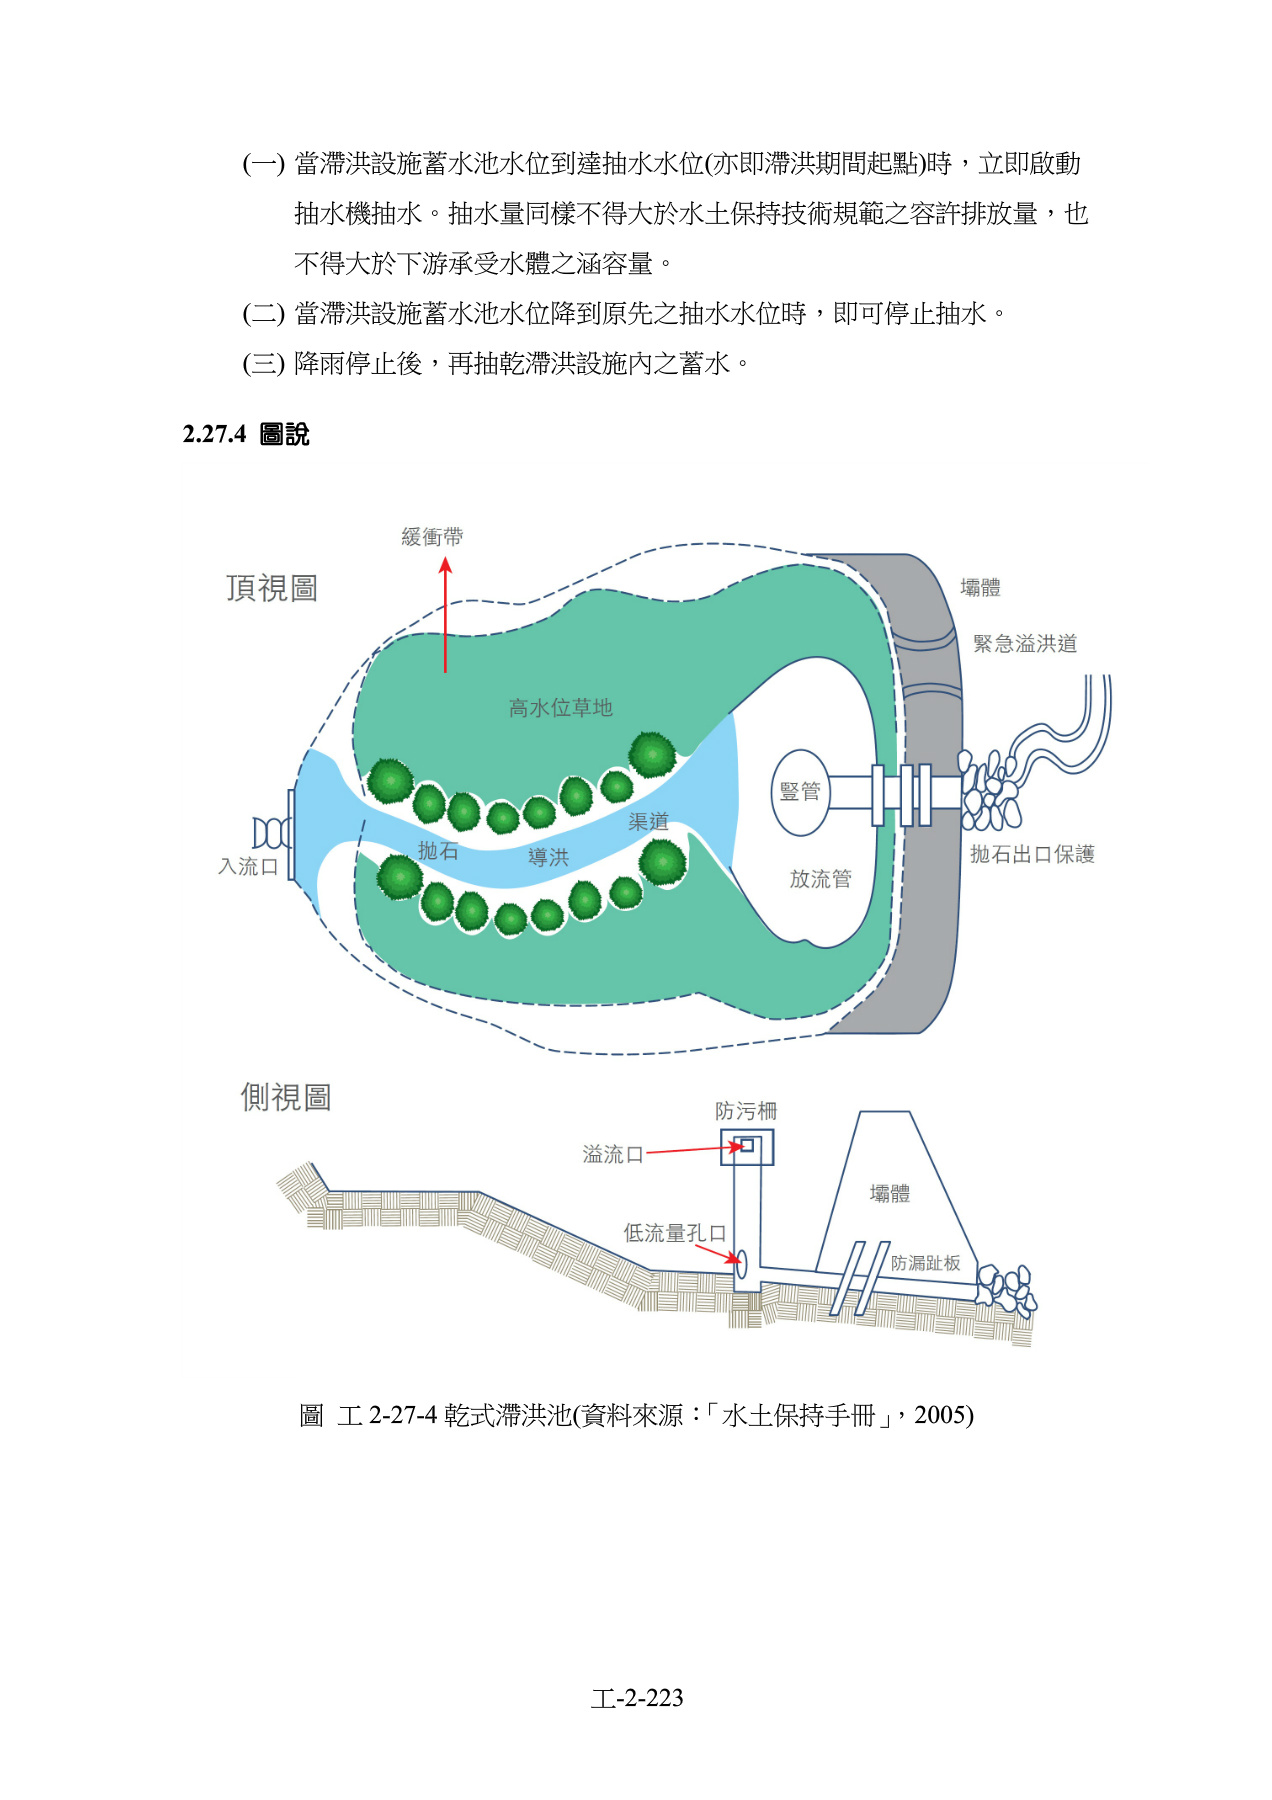 (一) 當滯洪設施蓄水池水位到達抽水水位(亦即滯洪期間起點)時，立即啟動
抽水機抽水。抽水量同樣不得大於水土保持技術規範之容許排放量，也
不得大於下游承受水體之涵容量。
(二) 當滯洪設施蓄水池水位降到原先之抽水水位時，即可停止抽水。
(三) 降雨停止後，再抽乾滯洪設施內之蓄水。
2.27.4 圖說
緩衝帶
頂視圖
壩體
緊急溢洪道
高水位草地
豎管
渠道
拋石
導洪
拋石出口保護
入流口
放流管
側視圖
防污柵
溢流口
壩體
低流量孔口
防漏趾板
圖 工 2-27-4 乾式滯洪池(資料來源：「水土保持手冊」，2005)
工-2-223